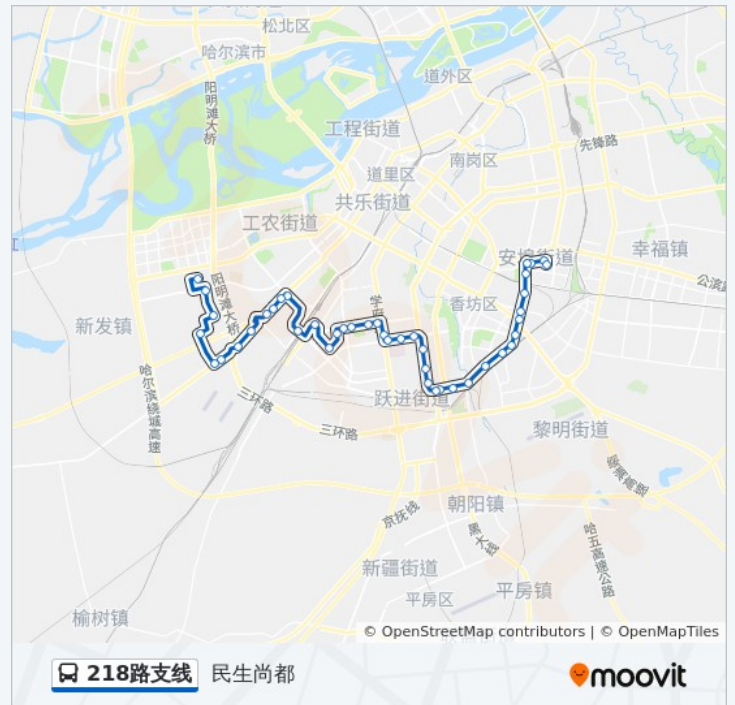 松北区
哈尔滨市
道外区
阳明滩大桥
工程街道
先锋路
南岗区
道里区
共乐街道
工农街道
幸福镇
安埠街道
阳明滩大桥
公滨路
香坊区
学府
新发镇
哈尔滨绕城高速
跃进街道
三环路
三环路
黎明街道
朝阳镇
京抚线
黑大线
哈五高速公路
新疆街道
平房镇
平房区
榆树镇
© OpenStreetMap contributors | © OpenMapTiles
218路支线 民生尚都
moovit